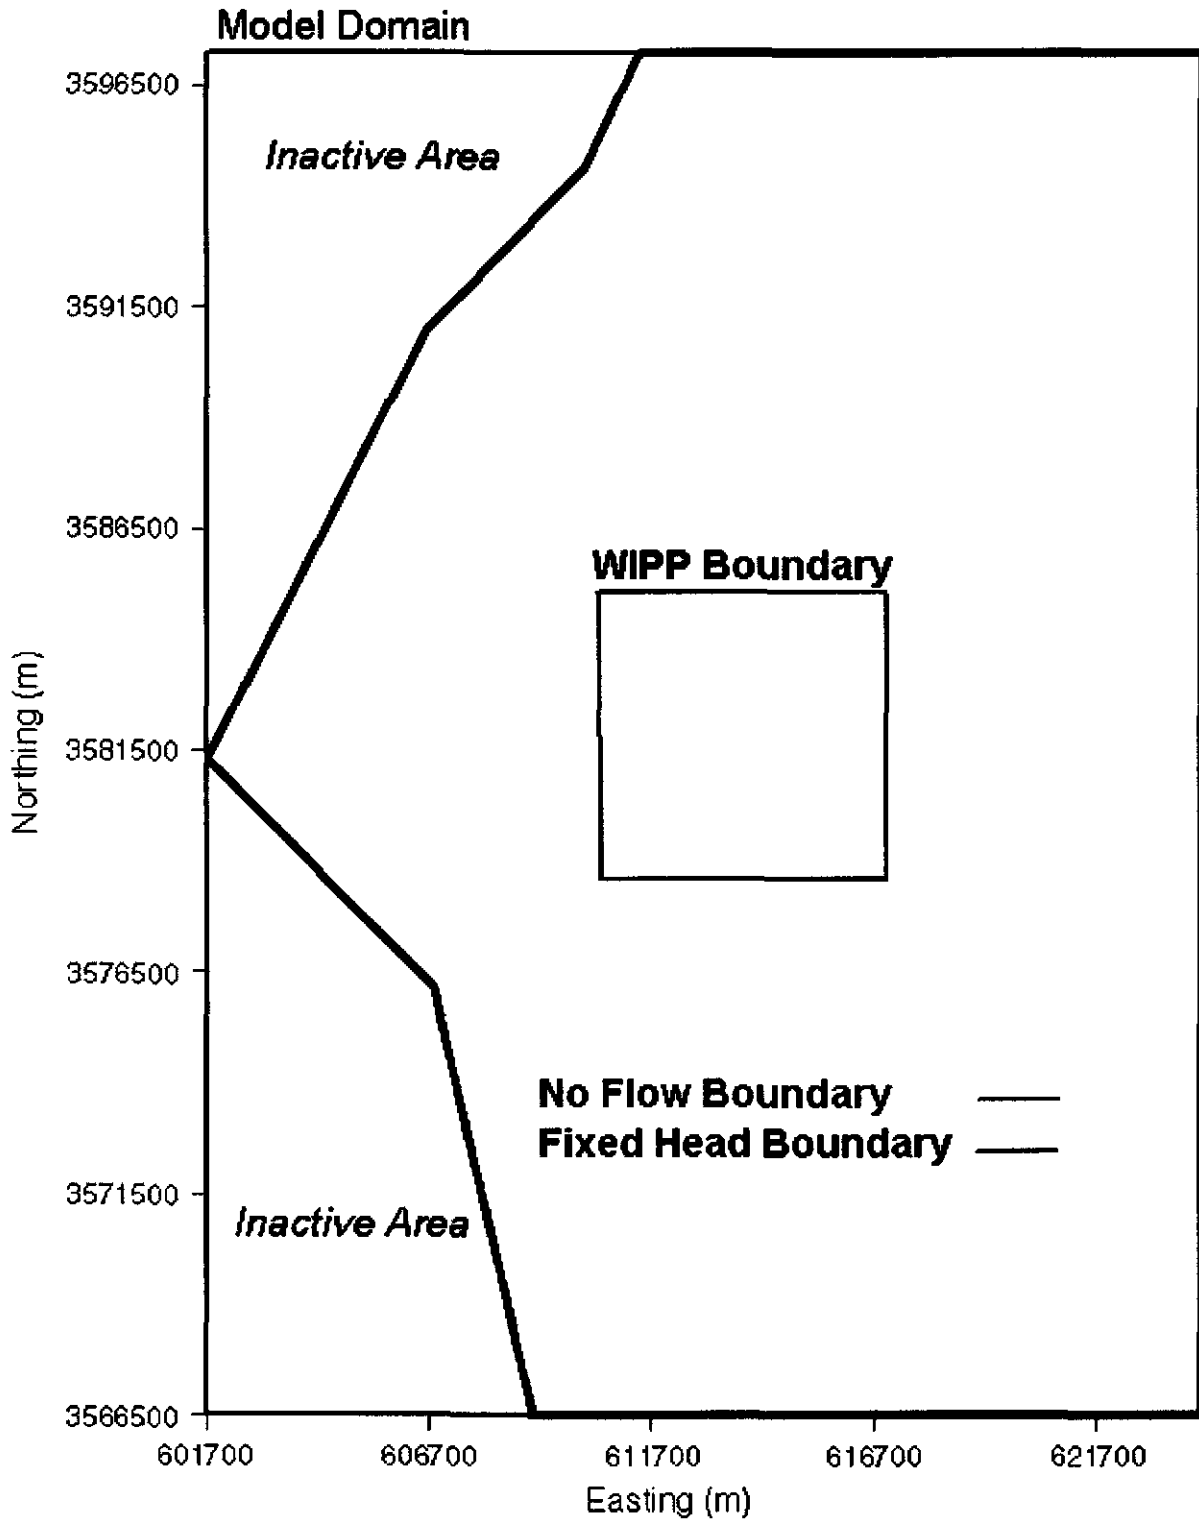 Model Domain
3596500
Inactive Area
3591500
3586500
WIPP Boundary
Northing (m)
3581500
3576500
No Flow Boundary
Fixed Head Boundary
3571500
Inactive Area
3566500
601700 606700 611700 616700 621700
Easting (m)